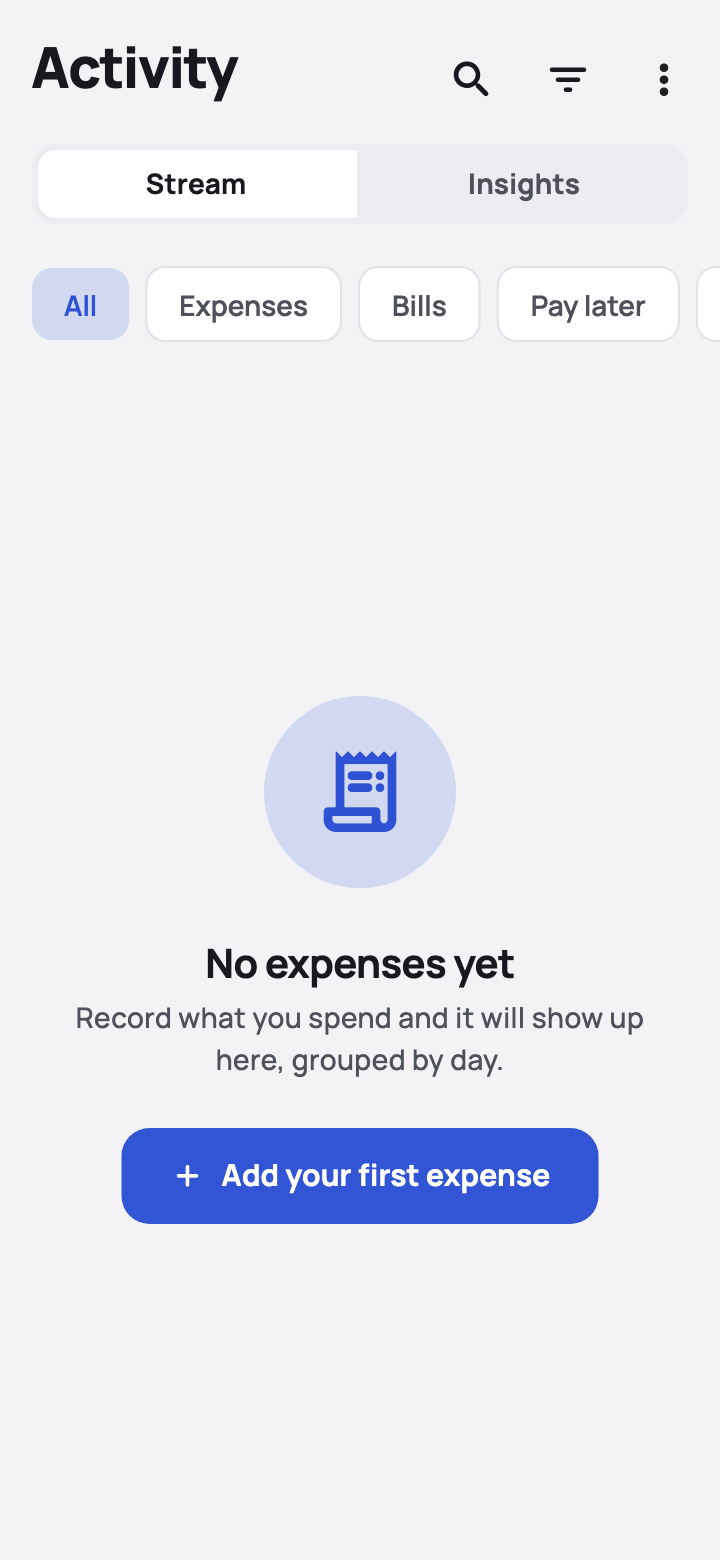 Activity
Stream
Insights
All
Expenses
Bills
Pay later
No expenses yet
Record what you spend and it will show up
here, grouped by day.
+ Add your first expense